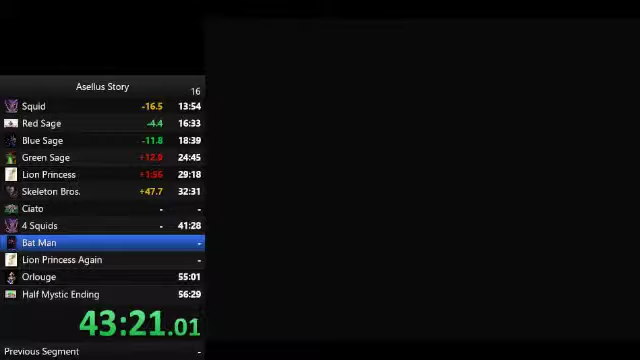 Asellus Story
16
Squid -16.5 13:54
Red Sage -4.4 16:33
Blue Sage -11.8 18:39
Green Sage +12.9 24:45
Lion Princess +1:56 29:18
Skeleton Bros. +47.7 32:31
Ciato - -
4 Squids - 41:28
Bat Man -
Lion Princess Again -
Orlouge 55:01
Half Mystic Ending 56:29
43:21.01
Previous Segment -